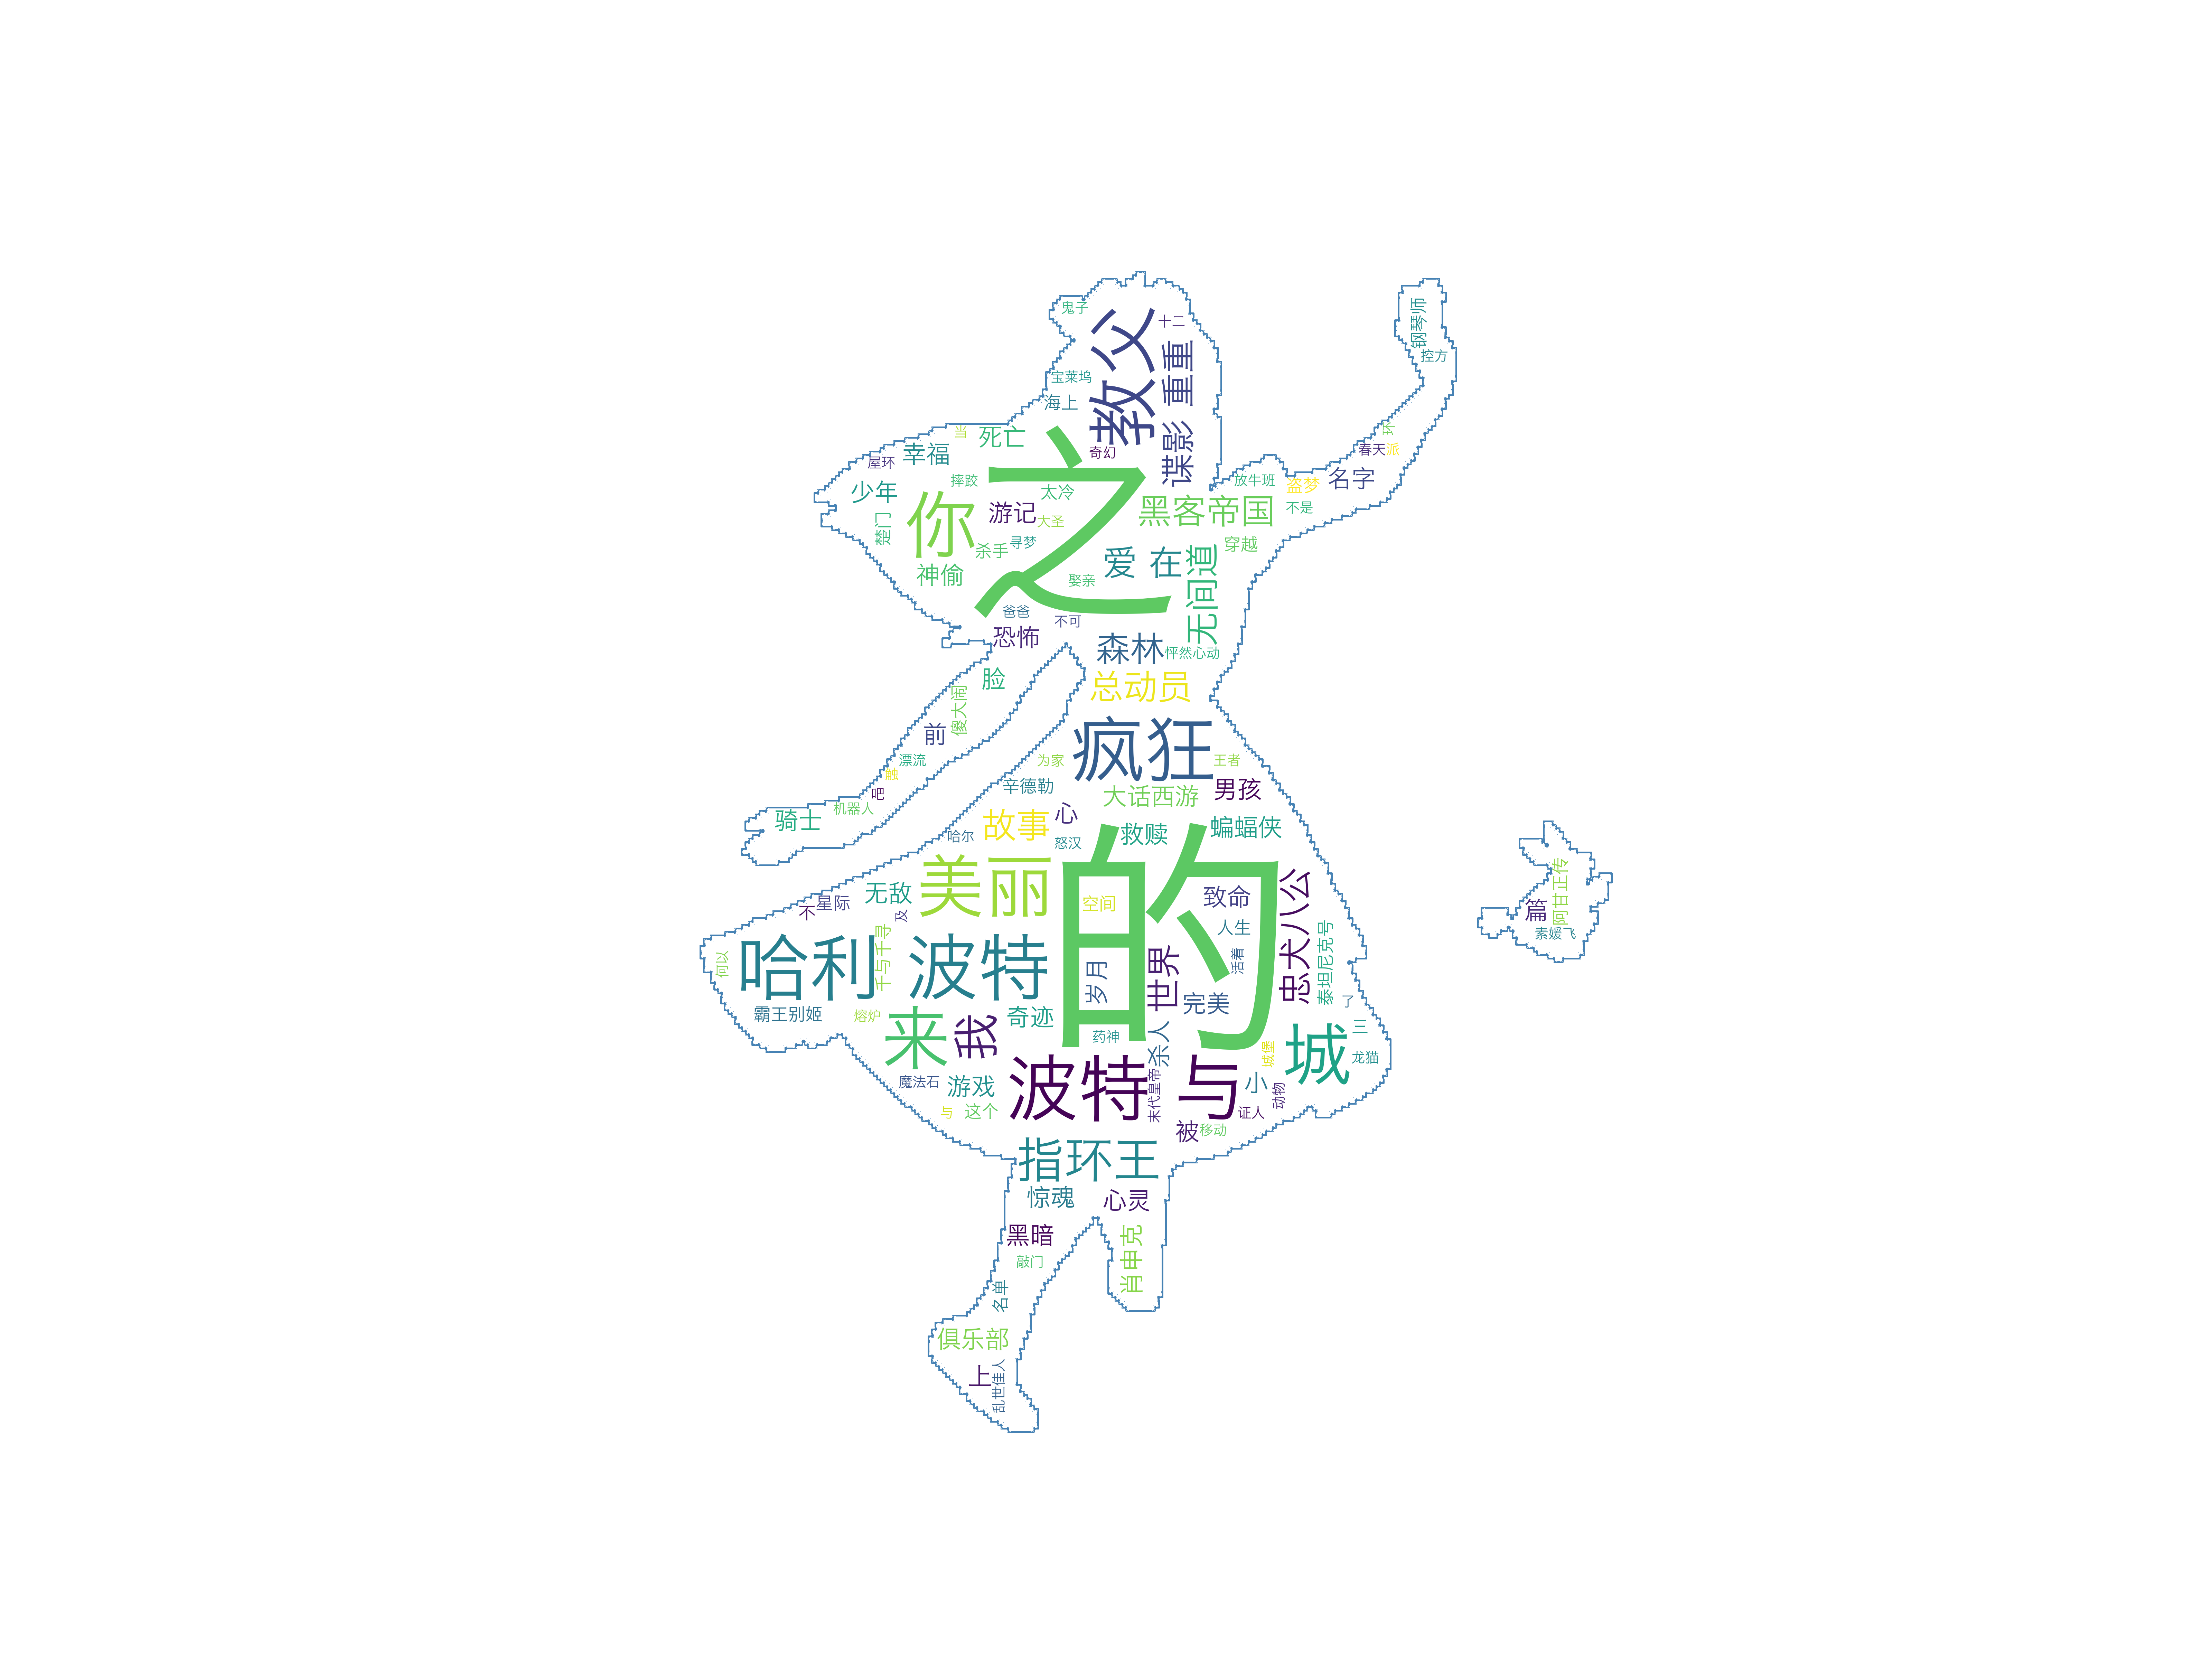 鬼子
教父
十二
重重
谍影
钢琴师
控方
宝莱坞
海上
当
死亡
奇幻
环
春天
派
屋环
幸福
摔跤
放牛班
盗梦
名字
少年
你
游记
太冷
之
黑客帝国
不是
大圣
楚门
杀手
寻梦
穿越
神偷
娶亲
爱
在
无间道
爸爸
不可
恐怖
森林
怦然心动
脸
总动员
傻大闹
前
疯狂
漂流
触
为家
王者
吧
辛德勒
大话西游
男孩
机器人
骑士
故事
心
哈尔
怒汉
救赎
蝙蝠侠
美丽
的
无敌
空间
致命
忠犬八公
阿甘正传
不
星际
及
篇
人生
素媛飞
何以
哈利
千与千寻
波特
岁月
世界
活着
泰坦尼克号
霸王别姬
熔炉
奇迹
完美
了
来
我
药神
杀人
城堡
城
三
龙猫
魔法石
游戏
波特
末代皇帝
与
小
动物
与
这个
证人
被
移动
指环王
惊魂
心灵
黑暗
肖申克
敲门
名单
俱乐部
上
乱世佳人